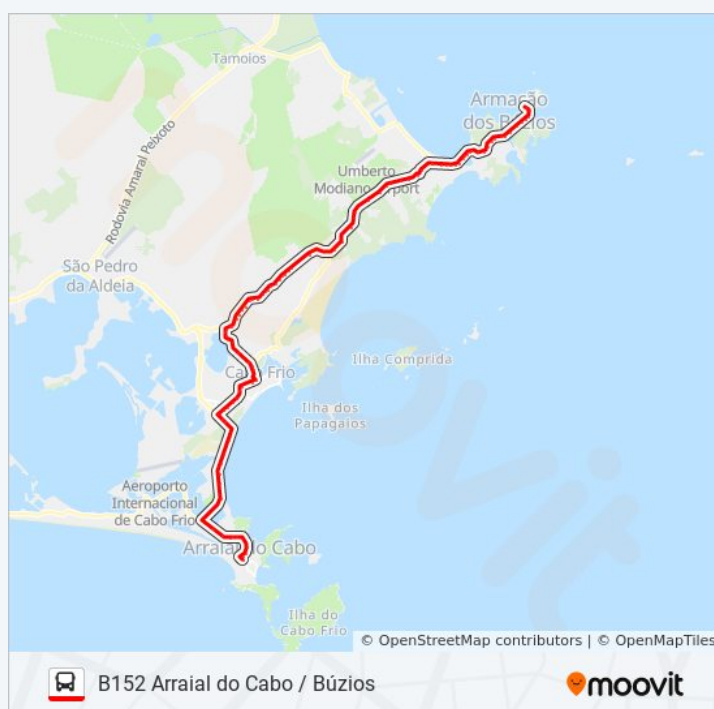 Tamoios
Armação
dos Búzios
Rodovia Amaral Peixoto
Umberto
Modiano Airport
São Pedro
da Aldeia
Ilha Comprida
Cabo Frio
Ilha dos
Papagaios
Aeroporto
Internacional
de Cabo Frio
Arraial do Cabo
Ilha do
Cabo Frio
© OpenStreetMap contributors | © OpenMapTiles
B152 Arraial do Cabo / Búzios
moovit